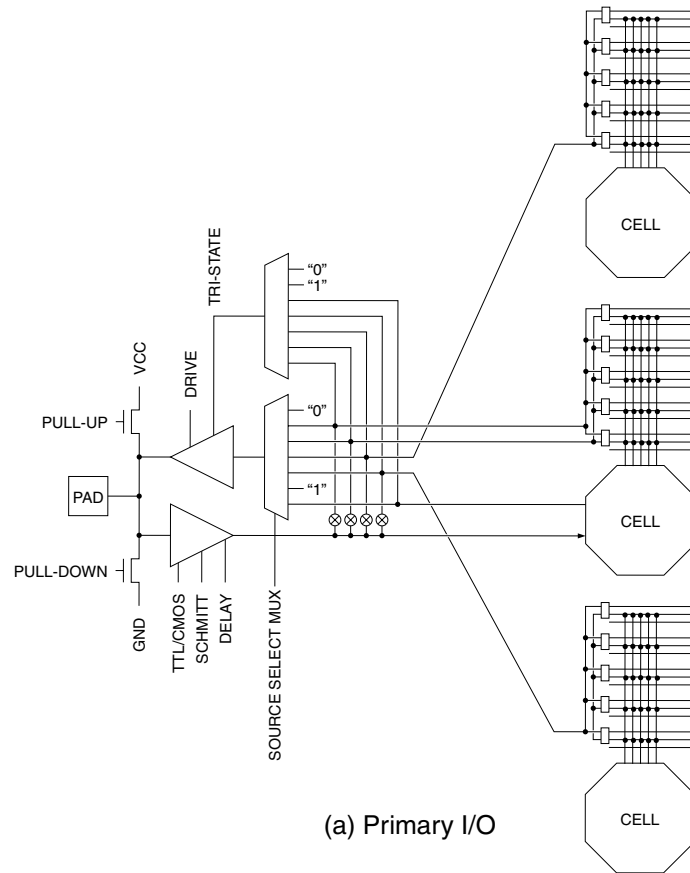 CELL
TRI-STATE
“0”
“1”
VCC
DRIVE
PULL-UP
“0”
PAD
“1”
CELL
PULL-DOWN
GND
TTL/CMOS
SCHMITT
DELAY
SOURCE SELECT MUX
CELL
(a) Primary I/O